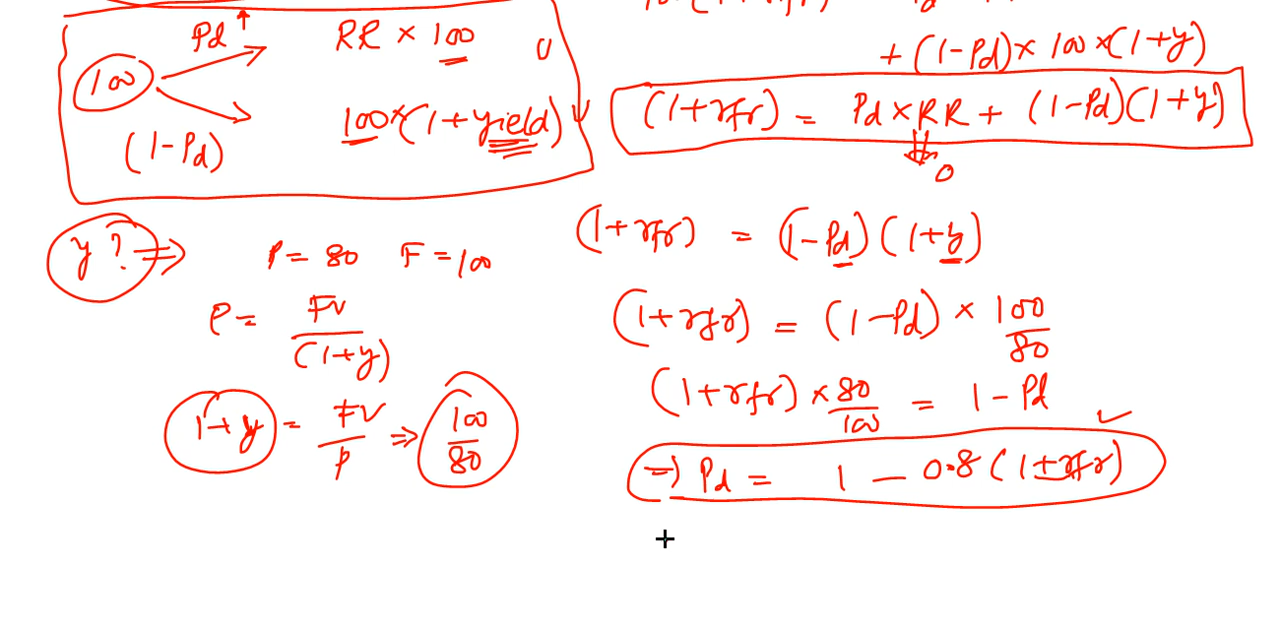 Pd ↑ RR × 100 0
100
(1-Pd) 100×(1+yield)
+ (1-Pd)× 100 ×(1+y)
(1+rfr) = Pd × RR + (1-Pd)(1+y)
0
y? ⇒ P = 80 F = 100
P = FV / (1+y)
1+y = FV / P ⇒ 100 / 80
(1+rfr) = (1-Pd)(1+y)
(1+rfr) = (1-Pd) × 100 / 80
(1+rfr) × 80 / 100 = 1 - Pd
⇒ Pd = 1 - 0.8(1+rfr) ✓